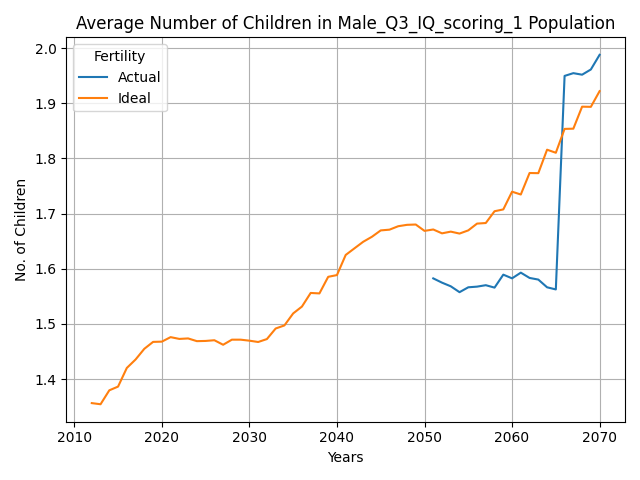 Average Number of Children in Male_Q3_IQ_scoring_1 Population
Fertility
Actual
Ideal
No. of Children
2.0
1.9
1.8
1.7
1.6
1.5
1.4
2010 2020 2030 2040 2050 2060 2070
Years